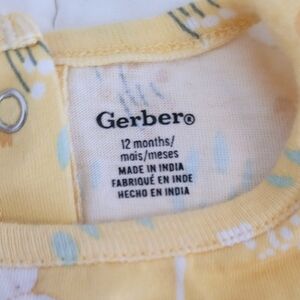 Gerber®
12 months/
mois/meses
MADE IN INDIA
FABRIQUÉ EN INDE
HECHO EN INDIA